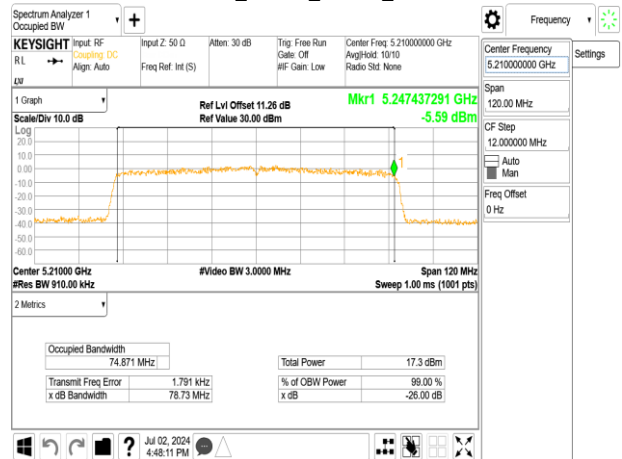 Spectrum Analyzer 1
Occupied BW
Frequency
KEYSIGHT
Input: RF
Coupling: DC
Align: Auto
Input Z: 50 Ω
Freq Ref: Int (S)
Atten: 30 dB
Trig: Free Run
Gate: Off
#IF Gain: Low
Center Freq: 5.210000000 GHz
Avg|Hold: 10/10
Radio Std: None
RL
LXI
Center Frequency
5.210000000 GHz
Settings
Span
120.00 MHz
CF Step
12.000000 MHz
Auto
Man
Freq Offset
0 Hz
1 Graph
Ref Lvl Offset 11.26 dB
Mkr1 5.247437291 GHz
Scale/Div 10.0 dB
Ref Value 30.00 dBm
-5.59 dBm
Log
20.0
10.0
0.00
-10.0
-20.0
-30.0
-40.0
-50.0
-60.0
1
Center 5.21000 GHz
#Video BW 3.0000 MHz
Span 120 MHz
#Res BW 910.00 kHz
Sweep 1.00 ms (1001 pts)
2 Metrics
Occupied Bandwidth
74.871 MHz
Total Power 17.3 dBm
Transmit Freq Error 1.791 kHz
% of OBW Power 99.00 %
x dB Bandwidth 78.73 MHz
x dB -26.00 dB
Jul 02, 2024
4:48:11 PM